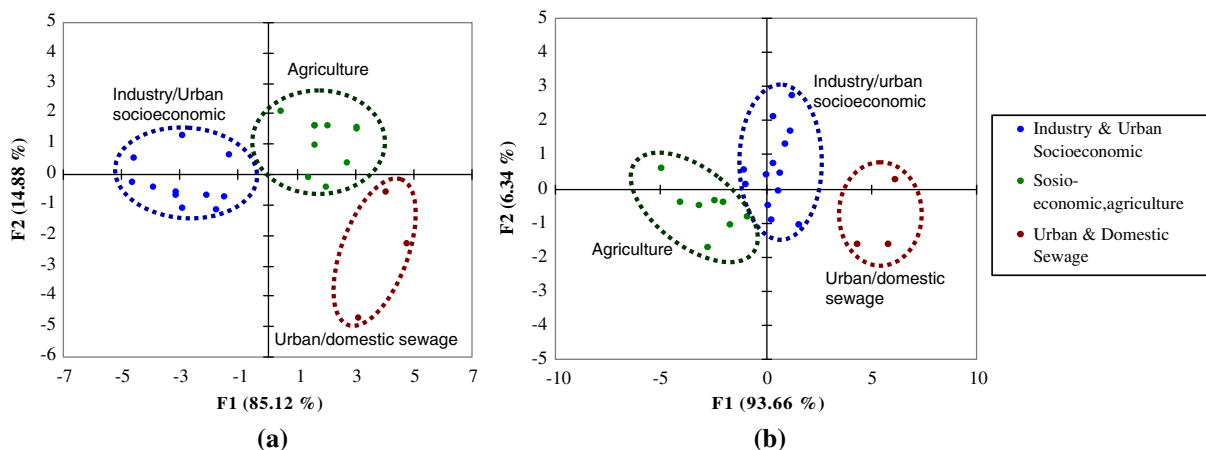 (a)
5
4
3
2
1
0
-1
-2
-3
-4
-5
-6
F2 (14.88 %)
-7
-5
-3
-1
1
3
5
7
F1 (85.12 %)
Industry/Urban
socioeconomic
Agriculture
Urban/domestic sewage
(a)
(b)
5
4
3
2
1
0
-1
-2
-3
-4
-5
F2 (6.34 %)
-10
-5
0
5
10
F1 (93.66 %)
Industry/urban
socioeconomic
Agriculture
Urban/domestic
sewage
(b)
Industry & Urban
Socioeconomic
Sosio-
economic,agriculture
Urban & Domestic
Sewage